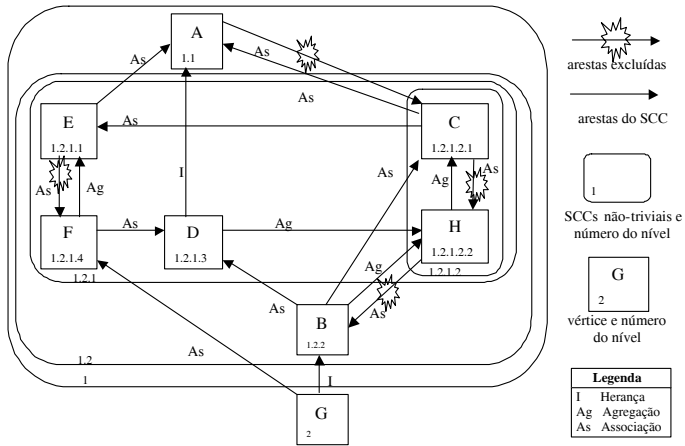 A
1.1
As
As
As
arestas excluídas
arestas do SCC
E
1.2.1.1
As
C
1.2.1.2.1
As
Ag
As
Ag
As
I
F
1.2.1.4
As
D
1.2.1.3
Ag
H
1.2.1.2.2
1.2.1.2
1
SCCs não-triviais e
número do nível
1.2.1
As
Ag
As
B
1.2.2
G
2
vértice e número
do nível
As
1.2
1
I
G
2
Legenda
I Herança
Ag Agregação
As Associação